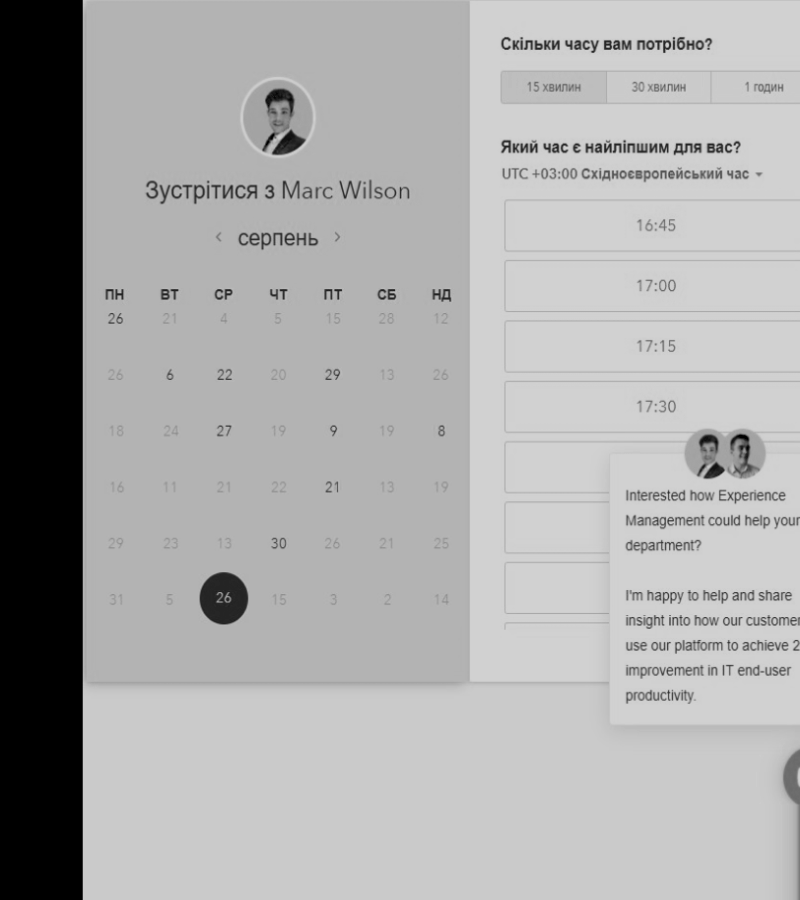 Зустрітися з Marc Wilson
‹ серпень ›
ПН ВТ СР ЧТ ПТ СБ НД
26 21 4 5 15 28 12
26 6 22 20 29 13 26
18 24 27 19 9 19 8
16 11 21 22 21 13 19
29 23 13 30 26 21 25
31 5 26 15 3 2 14
Скільки часу вам потрібно?
15 хвилин 30 хвилин 1 годин
Який час є найліпшим для вас?
UTC +03:00 Східноєвропейський час
16:45
17:00
17:15
17:30
Interested how Experience
Management could help your
department?
I'm happy to help and share
insight into how our customer
use our platform to achieve 2
improvement in IT end-user
productivity.